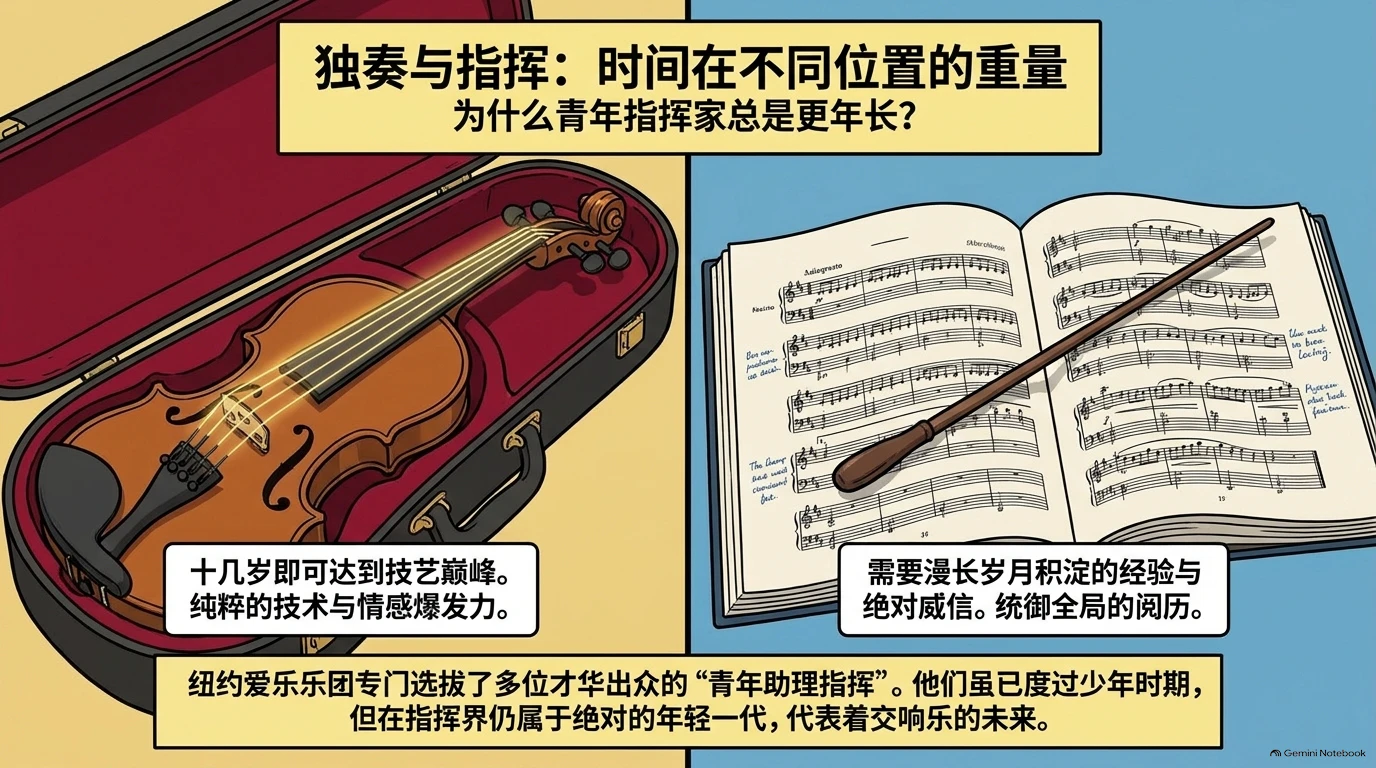 独奏与指挥：时间在不同位置的重量
为什么青年指挥家总是更年长？
十几岁即可达到技艺巅峰。
纯粹的技术与情感爆发力。
需要漫长岁月积淀的经验与
绝对威信。统御全局的阅历。
纽约爱乐乐团专门选拔了多位才华出众的“青年助理指挥”。他们虽已度过少年时期，
但在指挥界仍属于绝对的年轻一代，代表着交响乐的未来。
Gemini Notebook